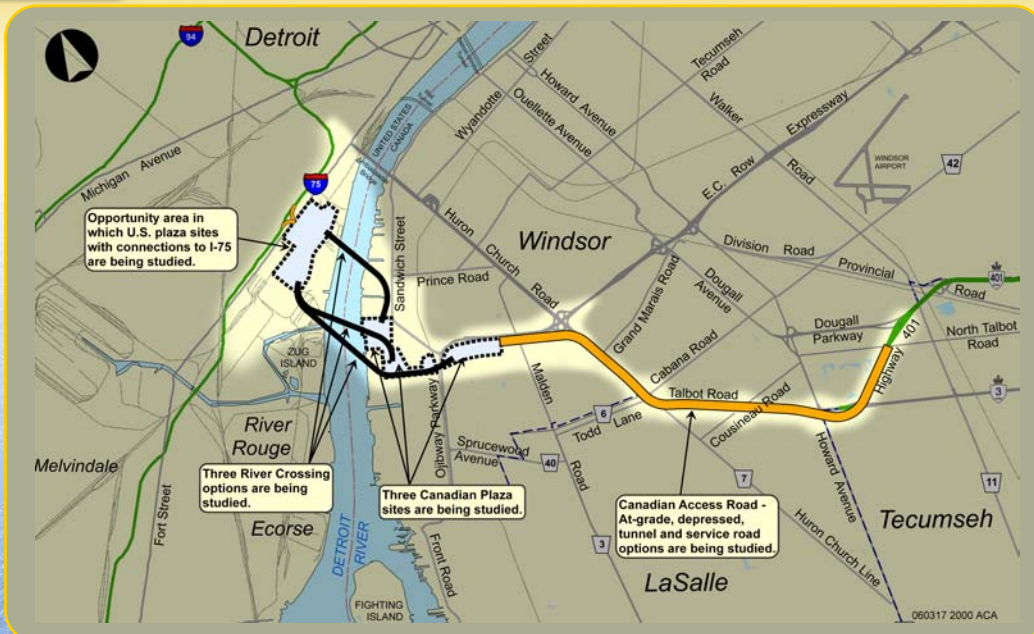 94
Detroit
Michigan Avenue
75
Opportunity area in
which U.S. plaza sites
with connections to I-75
are being studied.
UNITED STATES
CANADA
Wyandotte
Street
Howard Avenue
Ouellette Avenue
Tecumseh
Road
Walker
Road
Expressway
E.C. Row
WINDSOR
AIRPORT
42
Huron
Church
Road
Windsor
Sandwich Street
Prince Road
Division Road
Provincial
Road
401
Grand Marais Road
Dougall
Avenue
Dougall
Parkway
North Talbot
Road
Highway 401
Cabana Road
Talbot Road
Cousineau Road
3
ZUG
ISLAND
River
Rouge
Melvindale
Fort Street
Ecorse
Three River Crossing
options are being
studied.
DETROIT
RIVER
FIGHTING
ISLAND
Ojibway Parkway
Front Road
Three Canadian Plaza
sites are being studied.
Malden
Road
6
Todd Lane
Sprucewood
Avenue
40
3
7
Huron Church Line
Howard Avenue
11
Canadian Access Road -
At-grade, depressed,
tunnel and service road
options are being studied.
Tecumseh
LaSalle
060317 2000 ACA